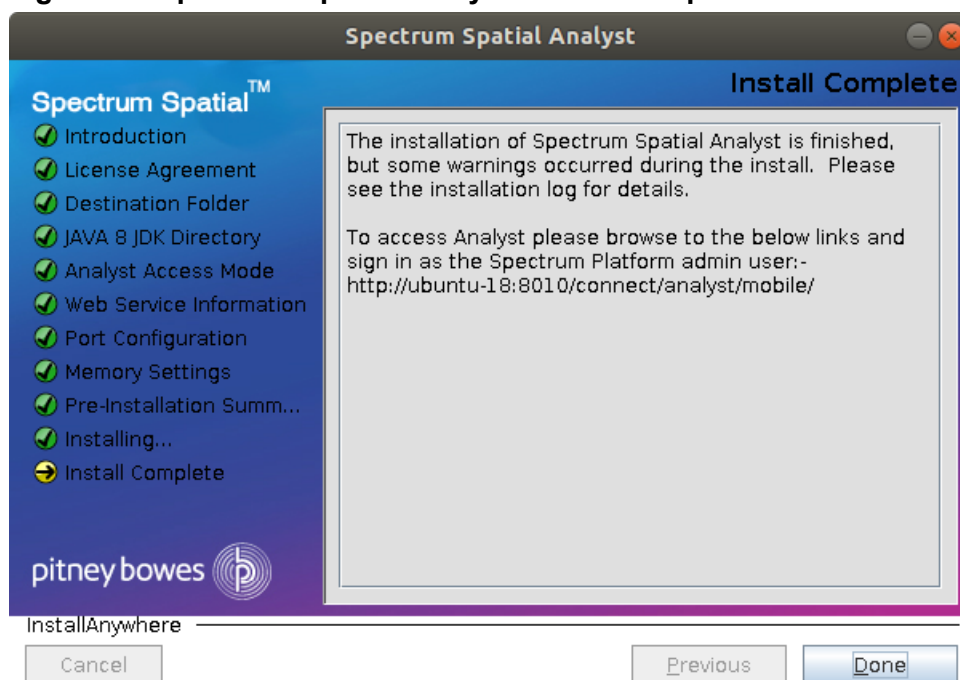 Spectrum Spatial Analyst
Install Complete
Spectrum Spatial™
Introduction
License Agreement
Destination Folder
JAVA 8 JDK Directory
Analyst Access Mode
Web Service Information
Port Configuration
Memory Settings
Pre-Installation Summ...
Installing...
Install Complete
The installation of Spectrum Spatial Analyst is finished,
but some warnings occurred during the install. Please
see the installation log for details.
To access Analyst please browse to the below links and
sign in as the Spectrum Platform admin user:-
http://ubuntu-18:8010/connect/analyst/mobile/
pitney bowes
InstallAnywhere
Cancel
Previous
Done